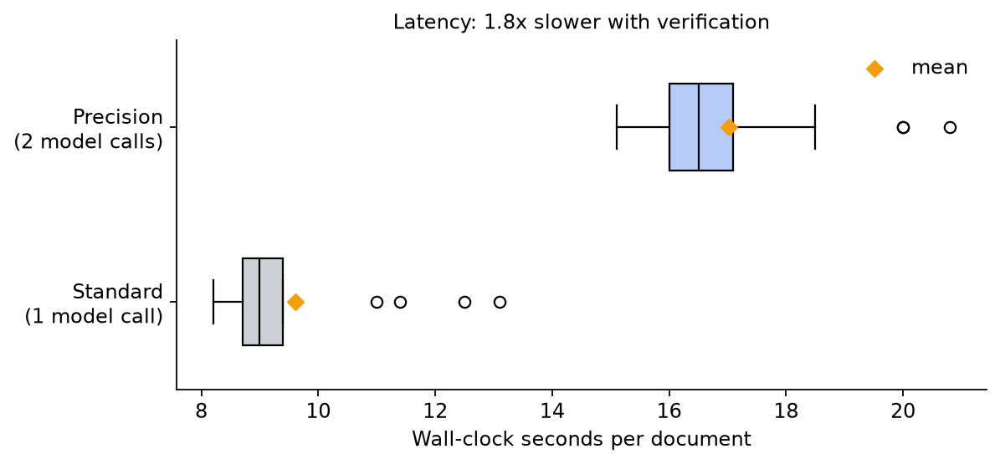 Latency: 1.8x slower with verification
mean
Precision
(2 model calls)
Standard
(1 model call)
8 10 12 14 16 18 20
Wall-clock seconds per document